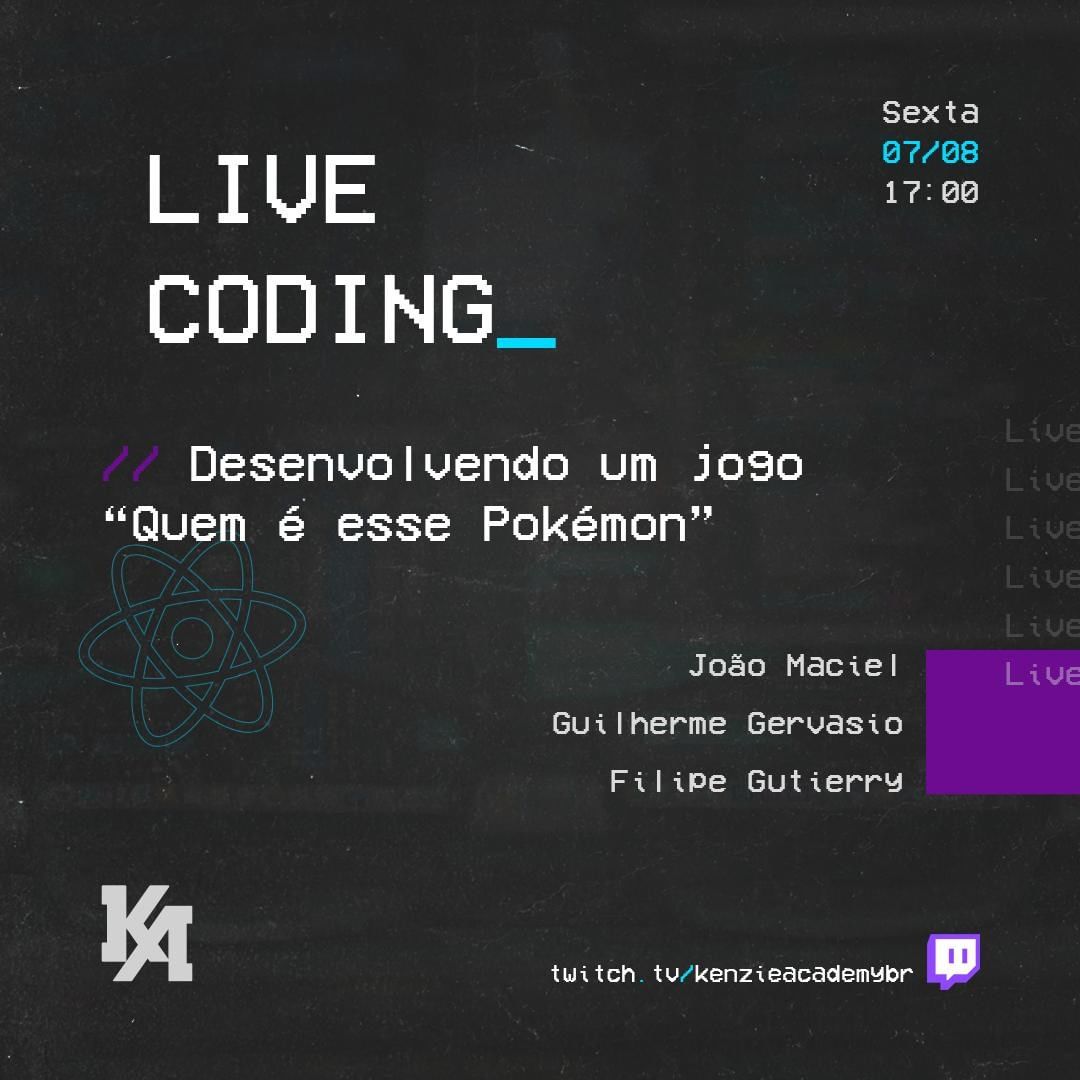 Sexta
07/08
17:00
LIVE
CODING_
// Desenvolvendo um jogo
“Quem é esse Pokémon”
Live
Live
Live
Live
Live
Live
João Maciel
Guilherme Gervasio
Filipe Gutierry
KA
twitch.tv/kenzieacademybr